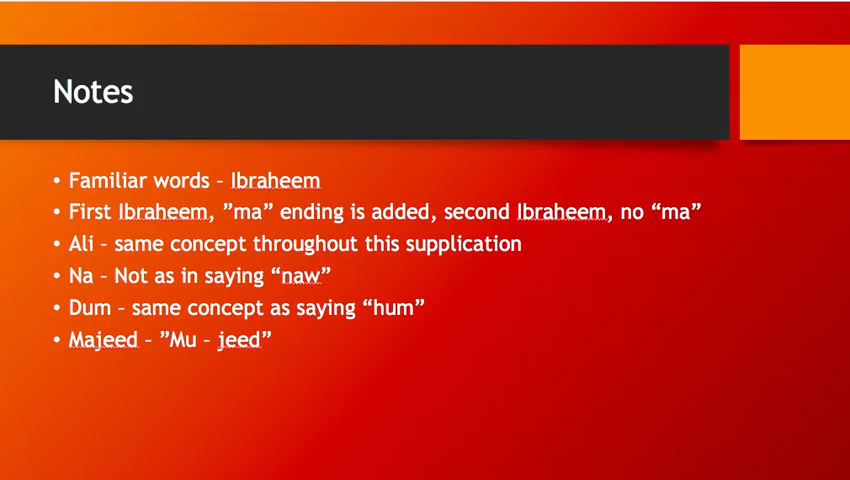 Notes
• Familiar words – Ibraheem
• First Ibraheem, ”ma” ending is added, second Ibraheem, no “ma”
• Ali – same concept throughout this supplication
• Na – Not as in saying “naw”
• Dum – same concept as saying “hum”
• Majeed – ”Mu – jeed”